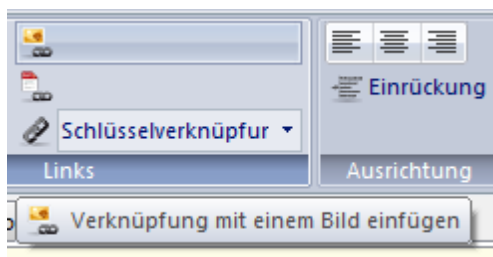 Einrückung
Schlüsselverknüpfur
Links
Ausrichtung
Verknüpfung mit einem Bild einfügen